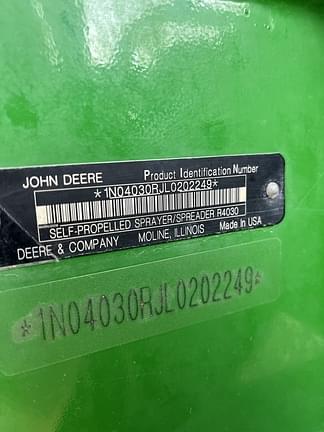 JOHN DEERE Product Identification Number
*1N04030RJL0202249*
SELF-PROPELLED SPRAYER/SPREADER R4030
DEERE & COMPANY MOLINE, ILLINOIS Made In USA
*1N04030RJL0202249*